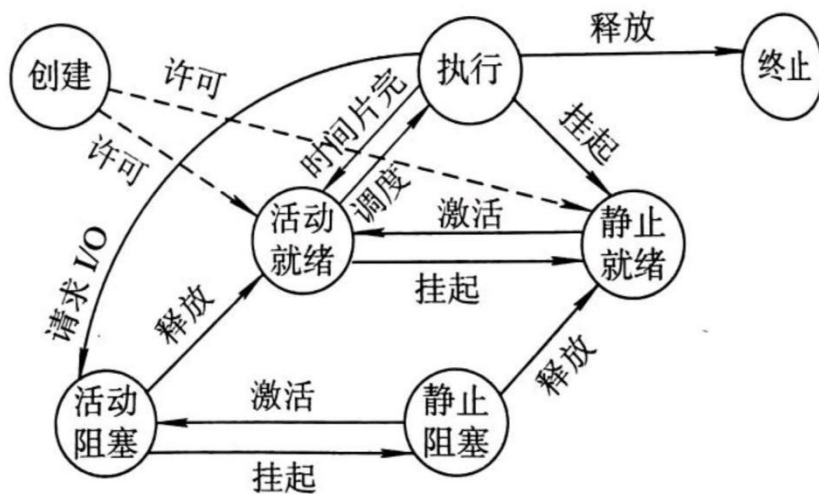 创建
许可
许可
执行
释放
终止
时间片完
调度
挂起
活动
就绪
激活
挂起
静止
就绪
请求 I/O
释放
释放
活动
阻塞
激活
挂起
静止
阻塞